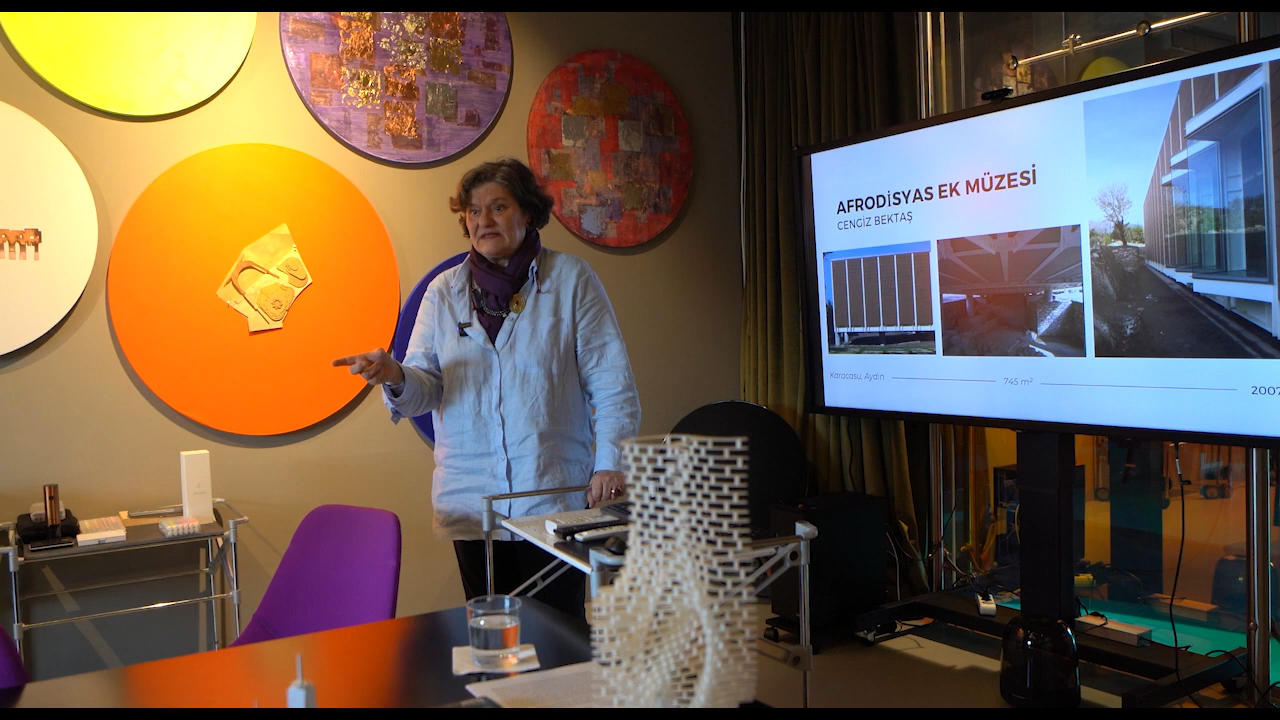 AFRODİSYAS EK MÜZESİ
CENGİZ BEKTAŞ
Karacasu, Aydın 745 m² 2007